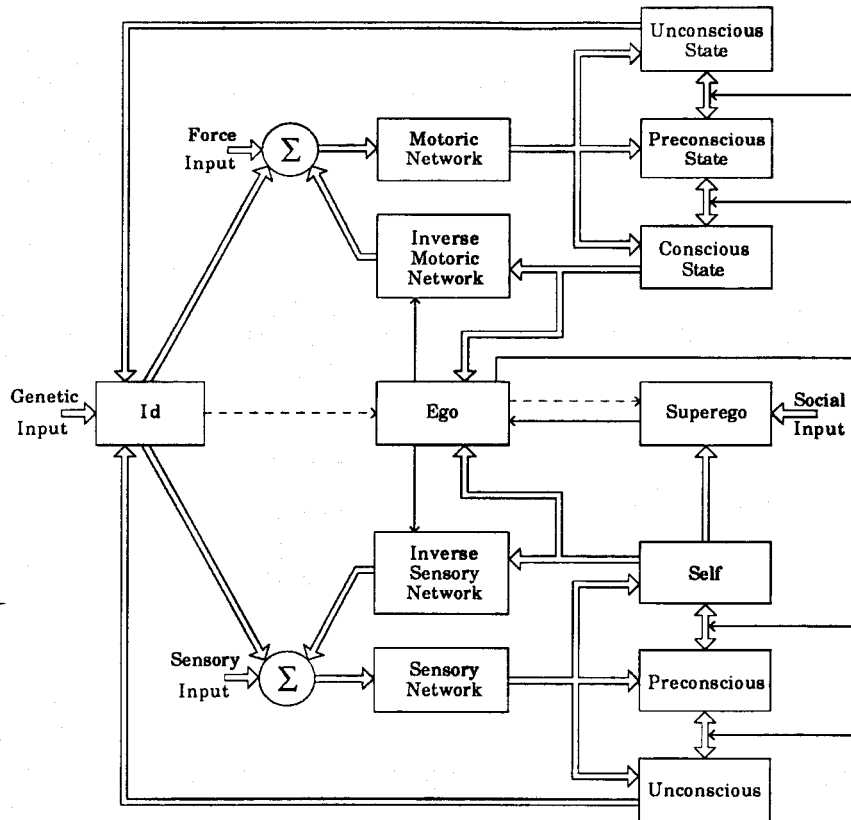 Unconscious
State
Force
Input
Σ
Motoric
Network
Preconscious
State
Inverse
Motoric
Network
Conscious
State
Genetic
Input
Id
Ego
Superego
Social
Input
Inverse
Sensory
Network
Self
Sensory
Input
Σ
Sensory
Network
Preconscious
Unconscious